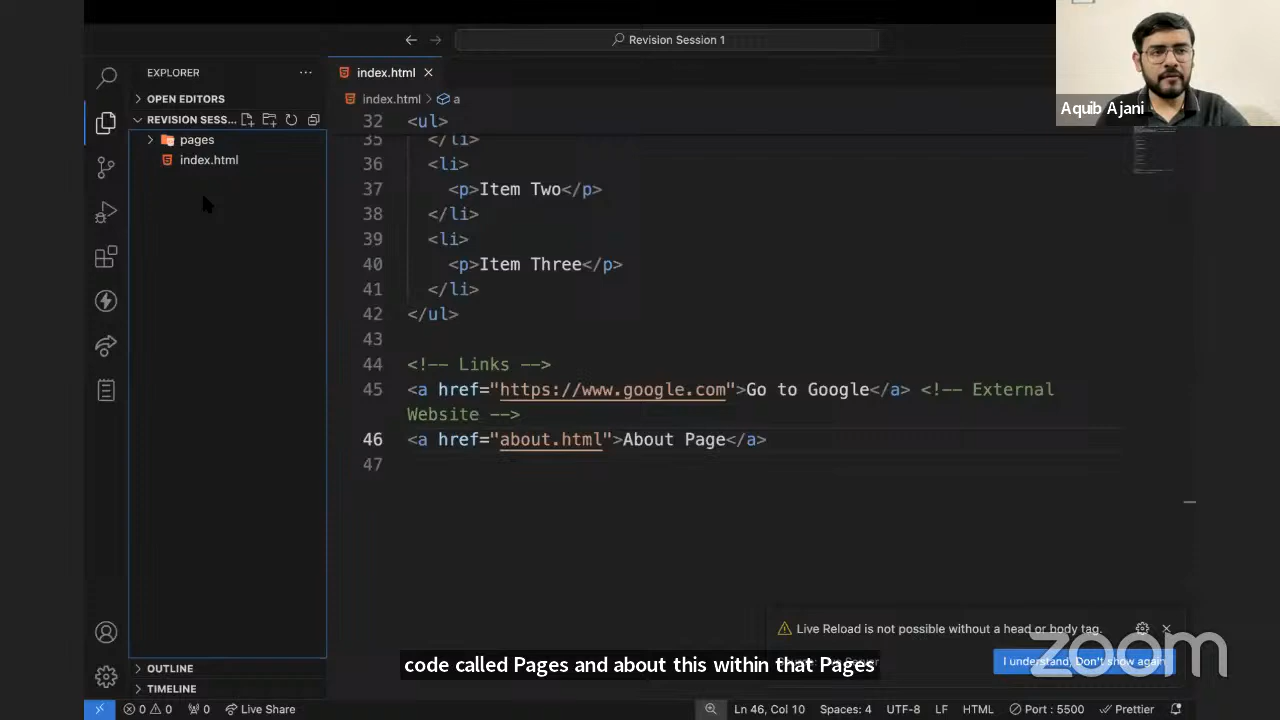 Revision Session 1
Aquib Ajani
EXPLORER
OPEN EDITORS
REVISION SESS...
pages
index.html
index.html
index.html > a
32 <ul>
35 </li>
36 <li>
37 <p>Item Two</p>
38 </li>
39 <li>
40 <p>Item Three</p>
41 </li>
42 </ul>
43
44 <!-- Links -->
45 <a href="https://www.google.com">Go to Google</a> <!-- External
Website -->
46 <a href="about.html">About Page</a>
47
Live Reload is not possible without a head or body tag.
I understand, Don't show again
zoom
code called Pages and about this within that Pages
OUTLINE
TIMELINE
0 0 0 Live Share
Ln 46, Col 10 Spaces: 4 UTF-8 LF HTML Port : 5500 Prettier